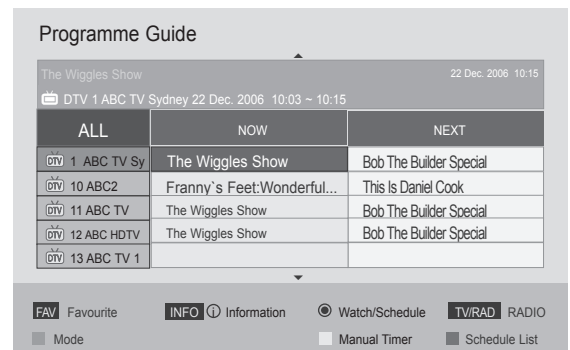 Programme Guide
The Wiggles Show 22 Dec. 2006 10:15
DTV 1 ABC TV Sydney 22 Dec. 2006 10:03 ~ 10:15
ALL NOW NEXT
DTV 1 ABC TV Sy The Wiggles Show Bob The Builder Special
DTV 10 ABC2 Franny`s Feet:Wonderful... This Is Daniel Cook
DTV 11 ABC TV The Wiggles Show Bob The Builder Special
DTV 12 ABC HDTV The Wiggles Show Bob The Builder Special
DTV 13 ABC TV 1
FAV Favourite INFO i Information Watch/Schedule TV/RAD RADIO
Mode Manual Timer Schedule List